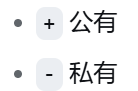 • + 公有
• - 私有